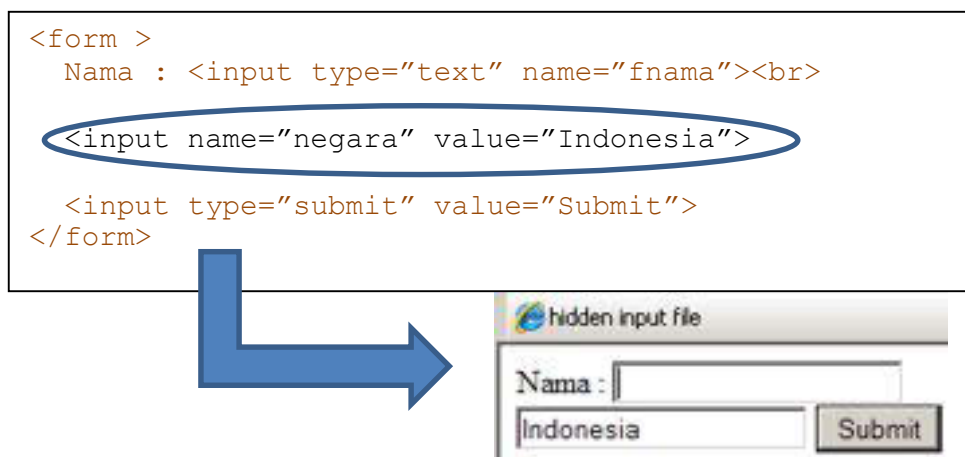 <form >
Nama : <input type=”text” name=”fnama”><br>
<input name=”negara” value=”Indonesia”>
<input type=”submit” value=”Submit”>
</form>
hidden input file
Nama :
Indonesia Submit